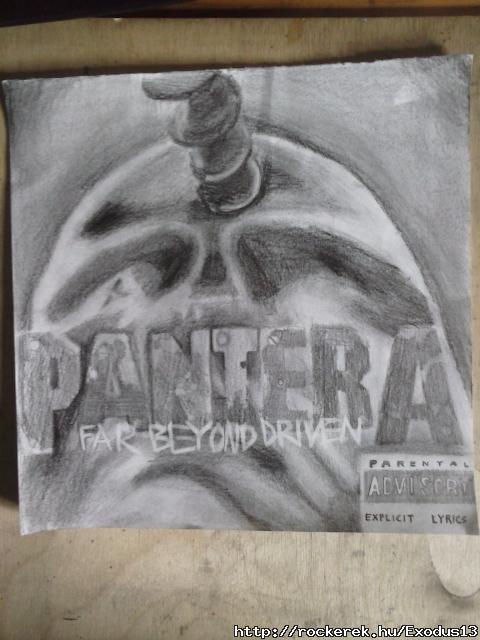 PANTERA
FAR BEYOND DRIVEN
PARENTAL
ADVISORY
EXPLICIT LYRICS
http://rockerek.hu/Exodus13